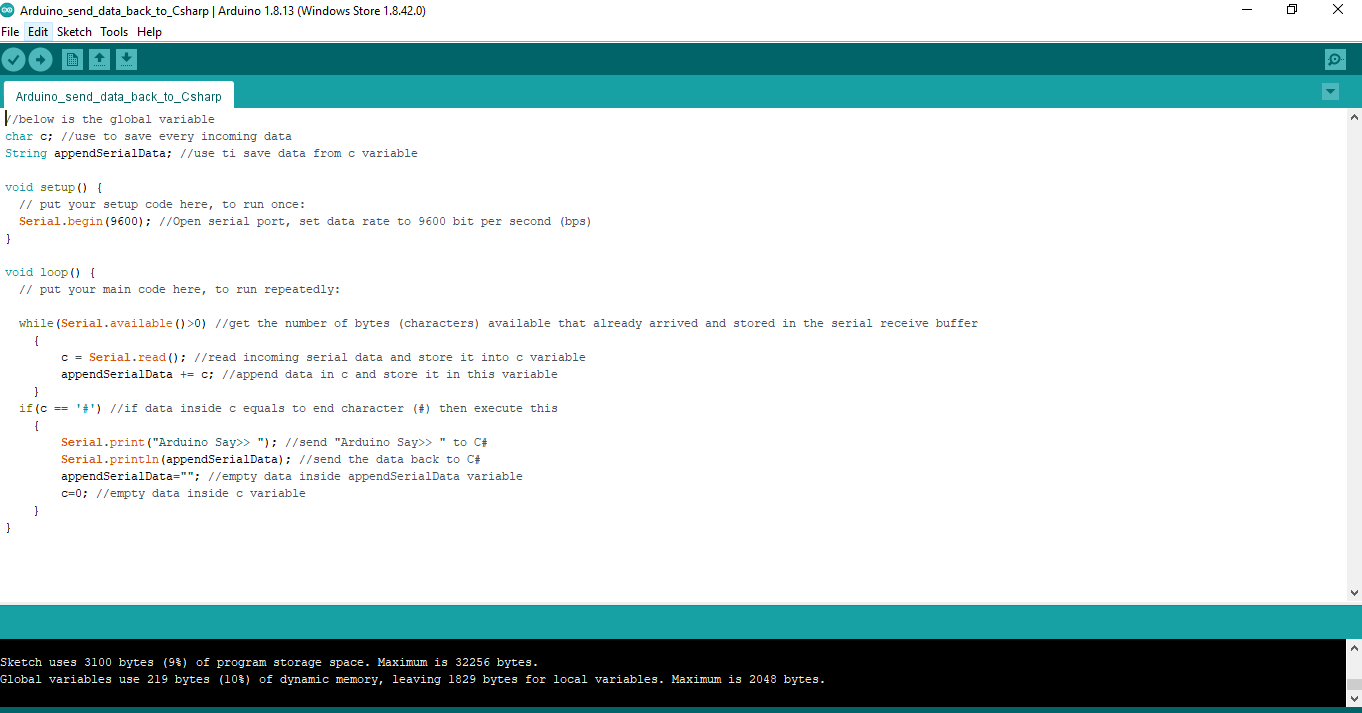 Arduino_send_data_back_to_Csharp | Arduino 1.8.13 (Windows Store 1.8.42.0)
File Edit Sketch Tools Help
Arduino_send_data_back_to_Csharp
//below is the global variable
char c; //use to save every incoming data
String appendSerialData; //use ti save data from c variable
void setup() {
// put your setup code here, to run once:
Serial.begin(9600); //Open serial port, set data rate to 9600 bit per second (bps)
}
void loop() {
// put your main code here, to run repeatedly:
while(Serial.available()>0) //get the number of bytes (characters) available that already arrived and stored in the serial receive buffer
{
c = Serial.read(); //read incoming serial data and store it into c variable
appendSerialData += c; //append data in c and store it in this variable
}
if(c == '#') //if data inside c equals to end character (#) then execute this
{
Serial.print("Arduino Say>> "); //send "Arduino Say>> " to C#
Serial.println(appendSerialData); //send the data back to C#
appendSerialData=""; //empty data inside appendSerialData variable
c=0; //empty data inside c variable
}
}
Sketch uses 3100 bytes (9%) of program storage space. Maximum is 32256 bytes.
Global variables use 219 bytes (10%) of dynamic memory, leaving 1829 bytes for local variables. Maximum is 2048 bytes.